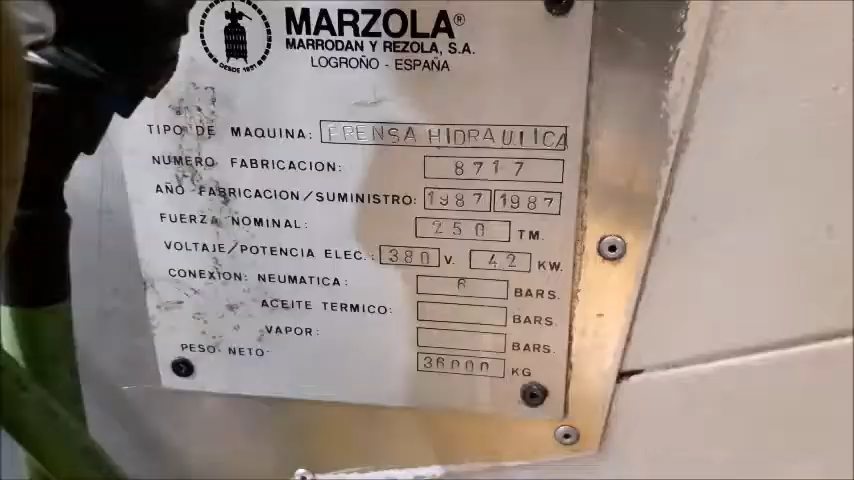 MARZOLA®
MARRODAN Y REZOLA, S.A.
DESDE 1891
LOGROÑO - ESPAÑA
TIPO DE MAQUINA: PRENSA HIDRAULICA
NUMERO FABRICACION: 8717
AÑO FABRICACION/SUMINISTRO: 1987 1987
FUERZA NOMINAL: 250 TM.
VOLTAJE/POTENCIA ELEC.: 380 V. 42 KW.
CONEXION: NEUMATICA: 6 BARS.
ACEITE TERMICO: BARS.
VAPOR: BARS.
PESO NETO 36000 KG